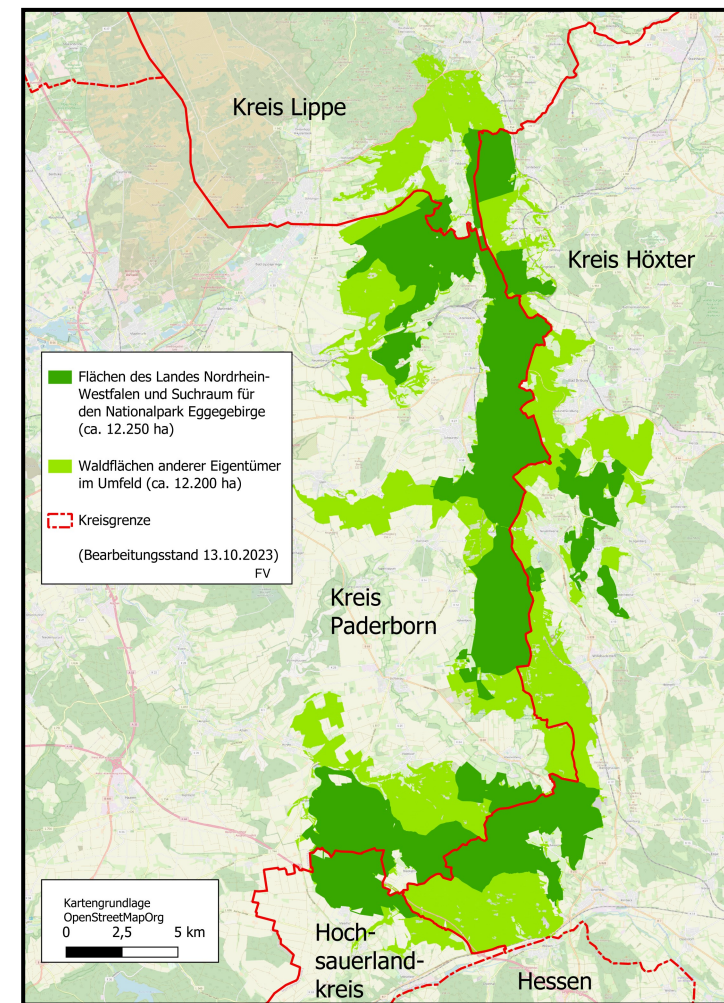 Kreis Lippe
Kreis Höxter
Flächen des Landes Nordrhein-
Westfalen und Suchraum für
den Nationalpark Eggegebirge
(ca. 12.250 ha)
Waldflächen anderer Eigentümer
im Umfeld (ca. 12.200 ha)
Kreisgrenze
(Bearbeitungsstand 13.10.2023)
FV
Kreis
Paderborn
Kartengrundlage
OpenStreetMapOrg
0 2,5 5 km
Hoch-
sauerland-
kreis
Hessen